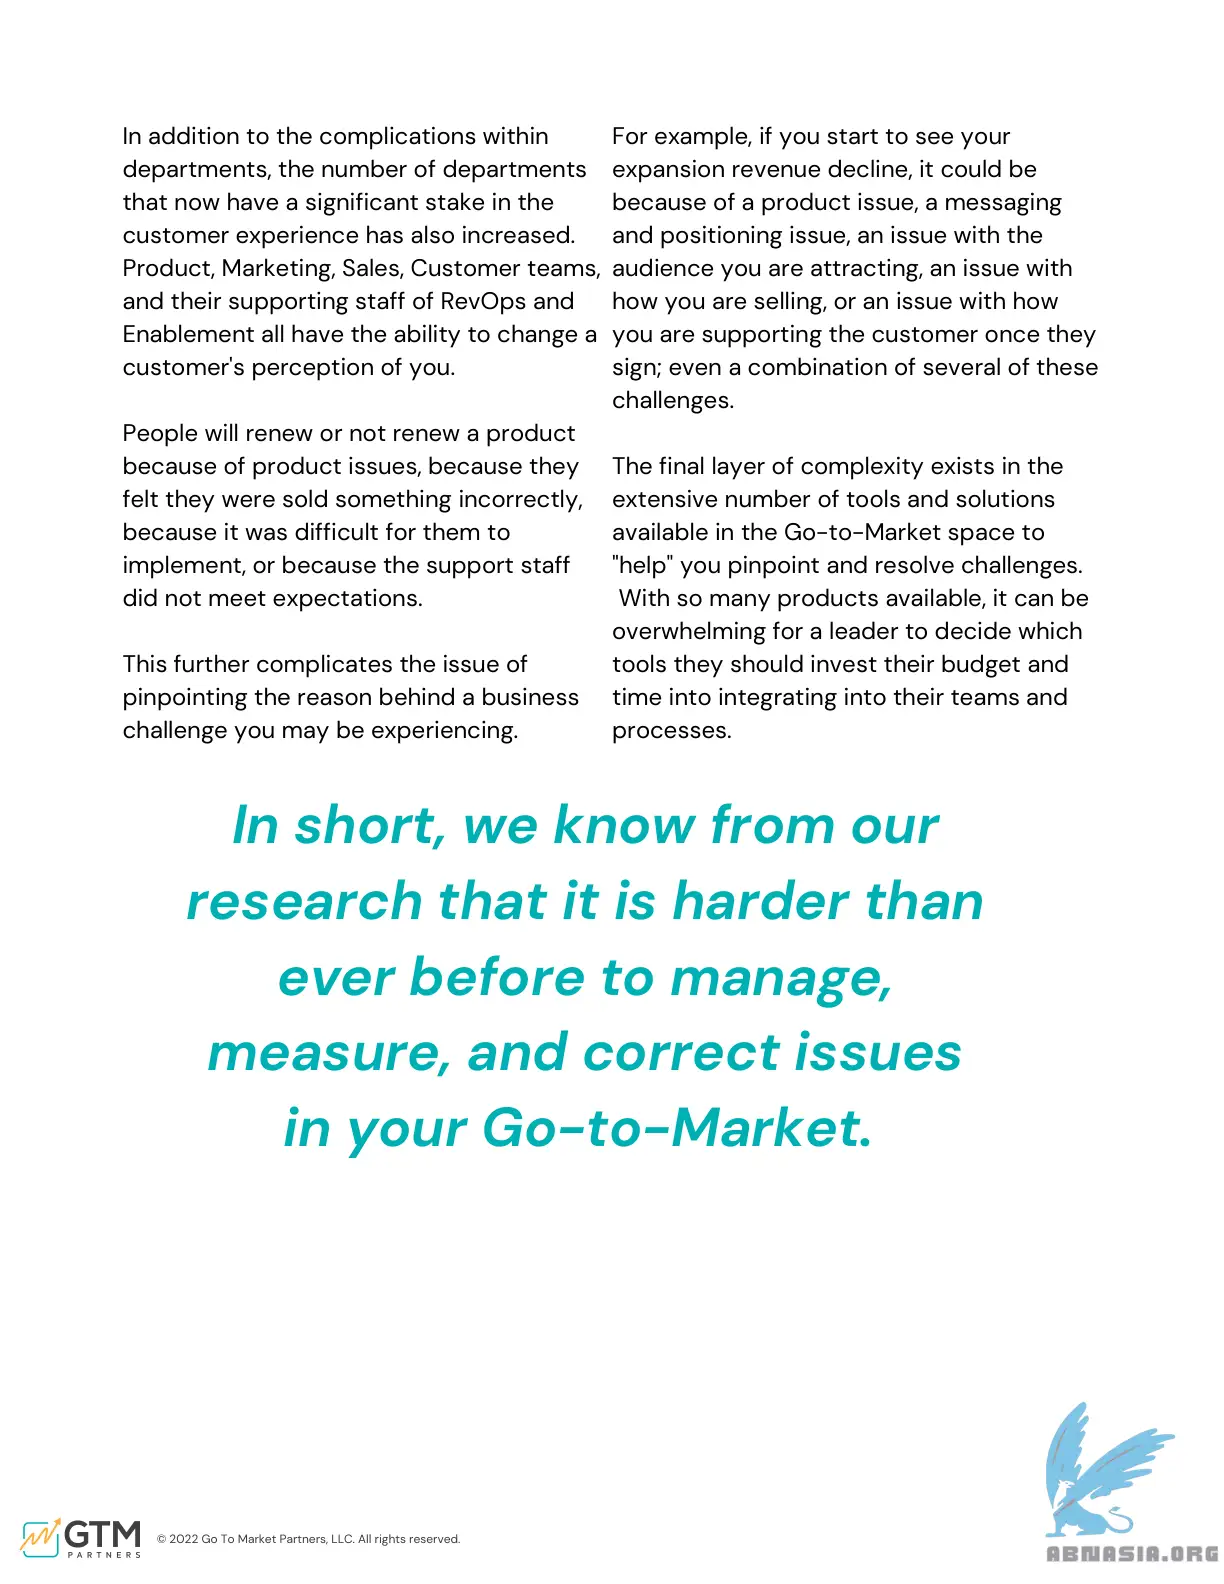 In addition to the complications within
departments, the number of departments
that now have a significant stake in the
customer experience has also increased.
Product, Marketing, Sales, Customer teams,
and their supporting staff of RevOps and
Enablement all have the ability to change a
customer's perception of you.
People will renew or not renew a product
because of product issues, because they
felt they were sold something incorrectly,
because it was difficult for them to
implement, or because the support staff
did not meet expectations.
This further complicates the issue of
pinpointing the reason behind a business
challenge you may be experiencing.
For example, if you start to see your
expansion revenue decline, it could be
because of a product issue, a messaging
and positioning issue, an issue with the
audience you are attracting, an issue with
how you are selling, or an issue with how
you are supporting the customer once they
sign; even a combination of several of these
challenges.
The final layer of complexity exists in the
extensive number of tools and solutions
available in the Go-to-Market space to
"help" you pinpoint and resolve challenges.
With so many products available, it can be
overwhelming for a leader to decide which
tools they should invest their budget and
time into integrating into their teams and
processes.
In short, we know from our
research that it is harder than
ever before to manage,
measure, and correct issues
in your Go-to-Market.
GTM
PARTNERS
© 2022 Go To Market Partners, LLC. All rights reserved.
ABNASIA.ORG